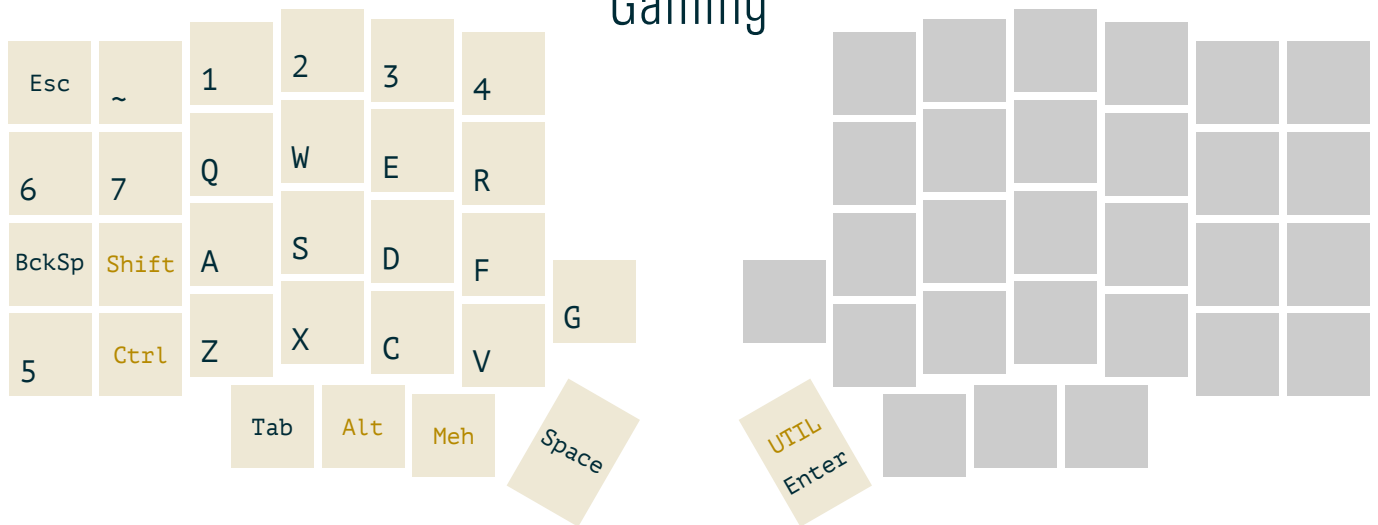 Gaming
Esc ~ 1 2 3 4
6 7 Q W E R
BckSp Shift A S D F
G
5 Ctrl Z X C V
Tab Alt Meh Space
UTIL
Enter